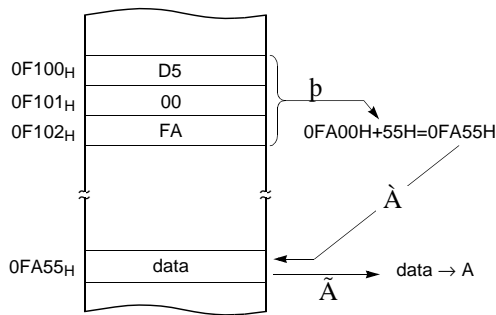 0F100H D5
0F101H 00
0F102H FA
þ
0FA00H+55H=0FA55H
À
0FA55H data
Ã
data → A